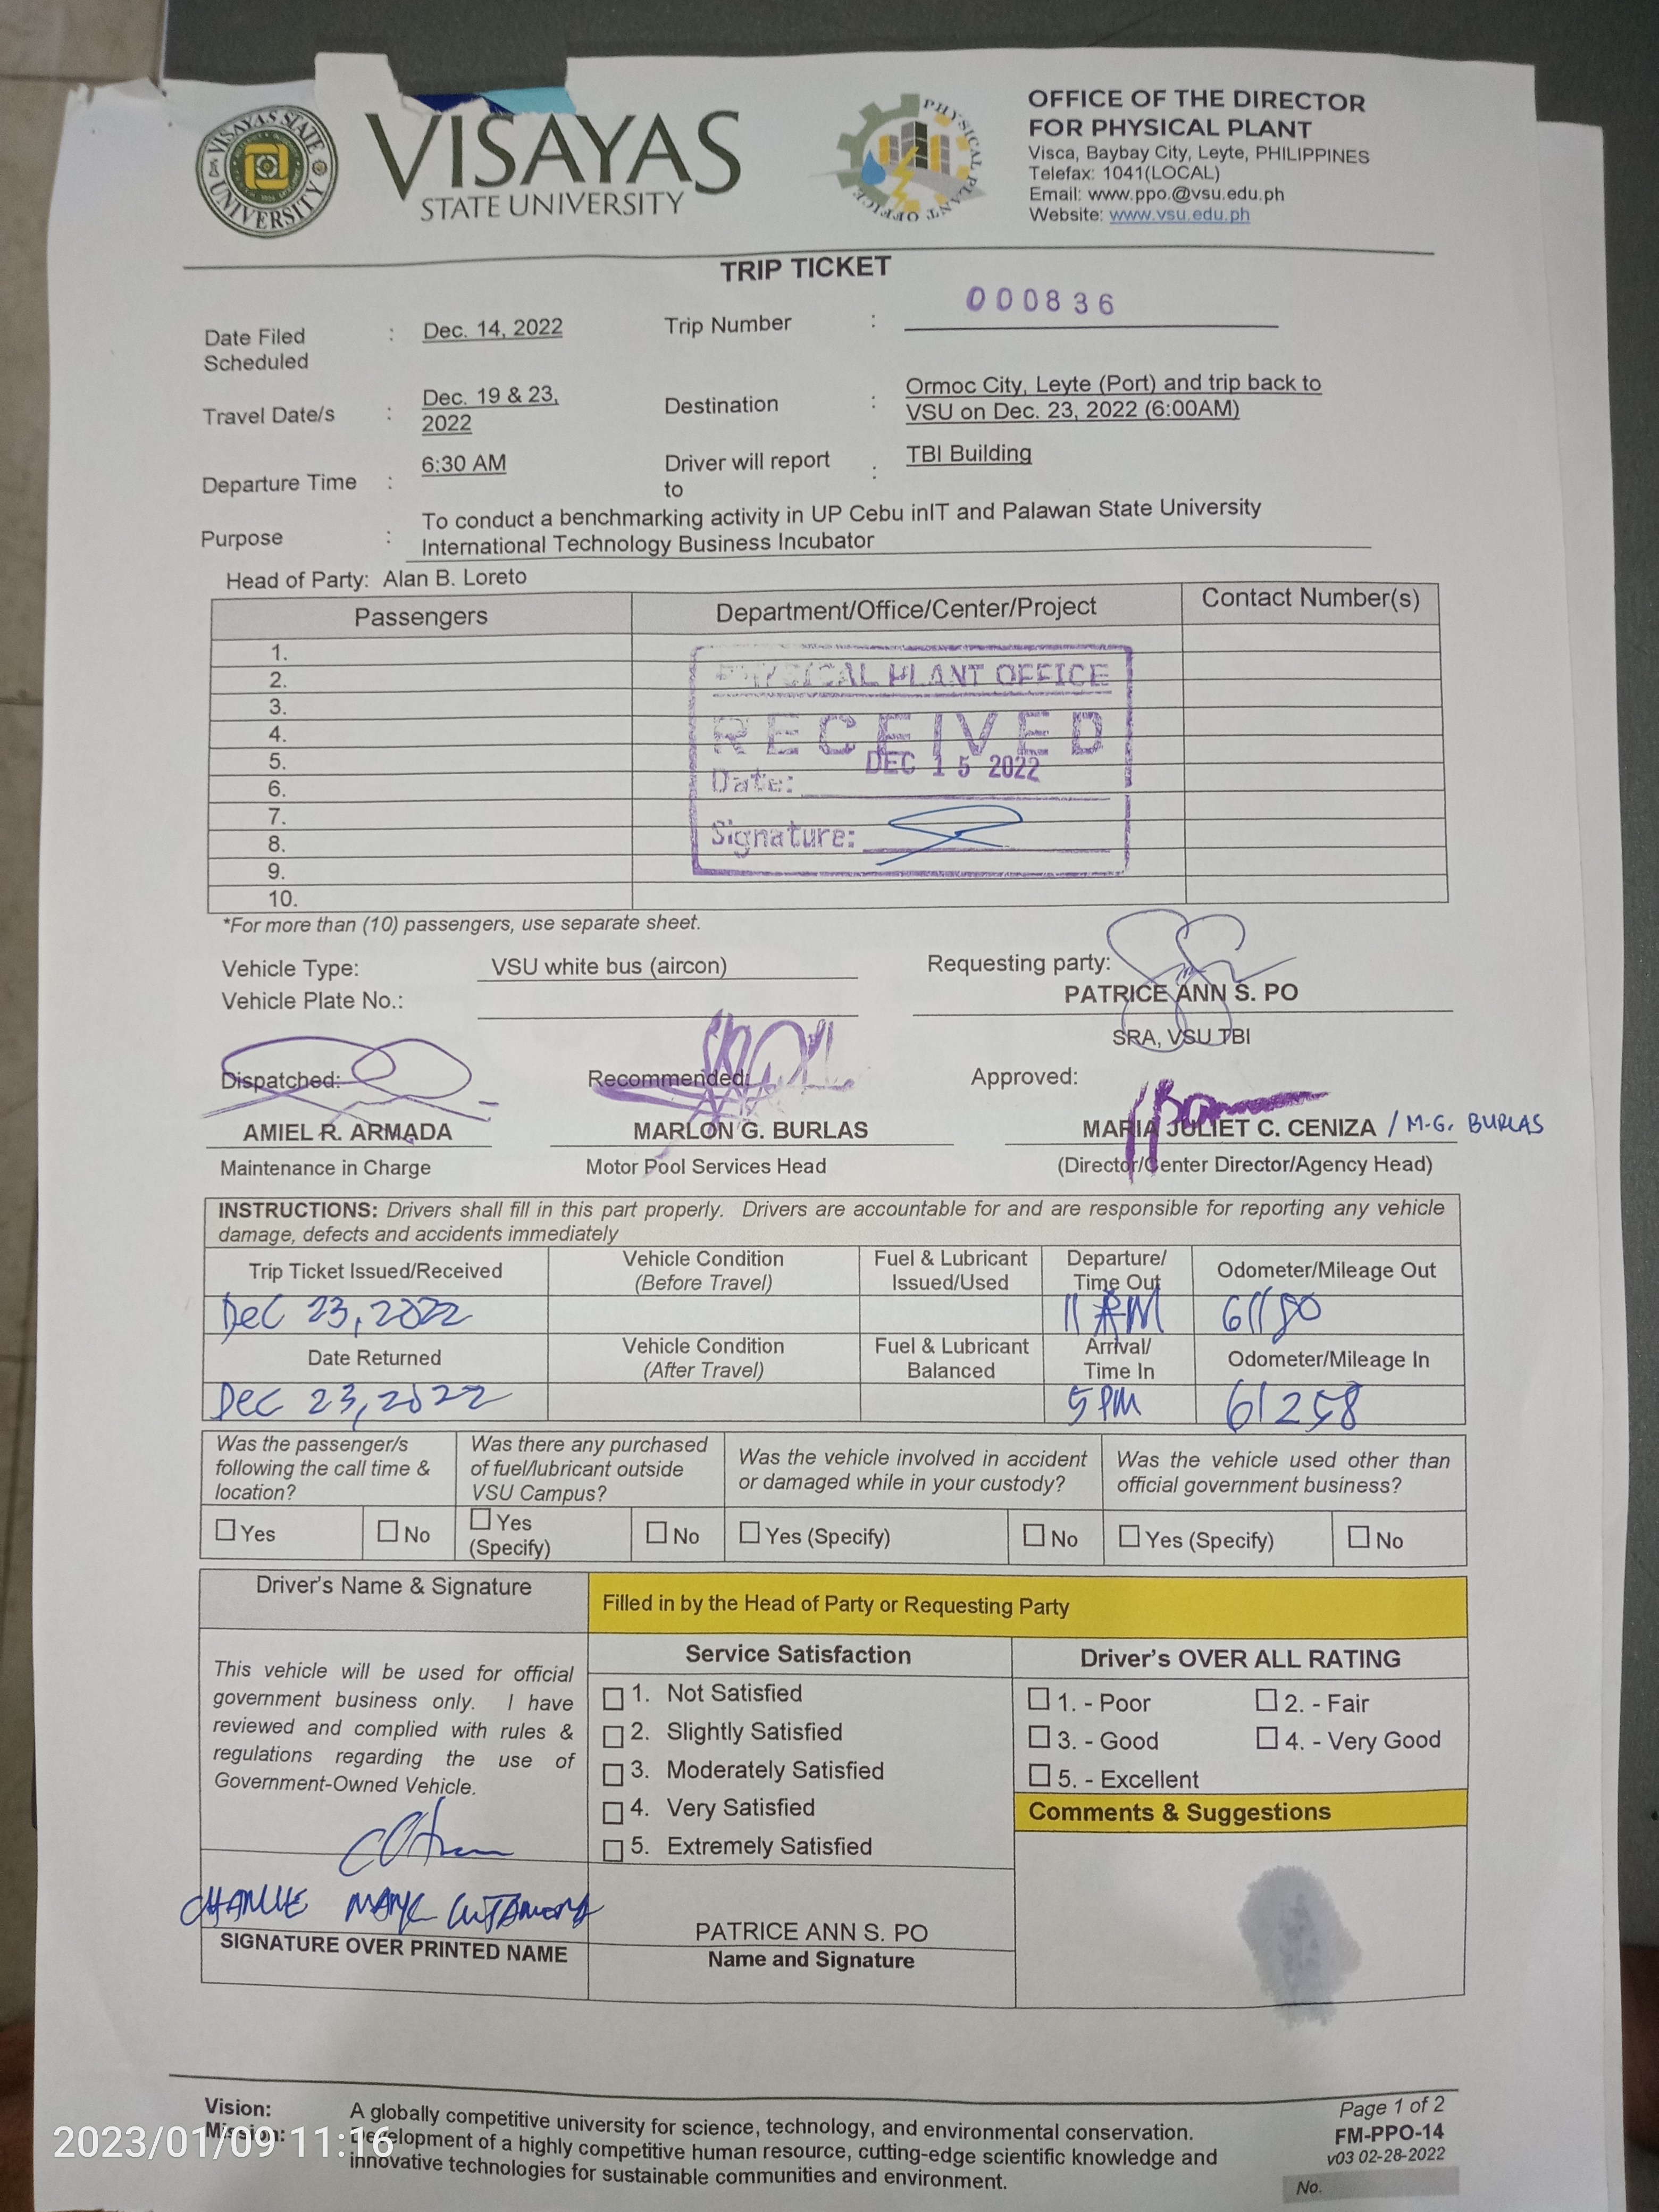 VISAYAS STATE UNIVERSITY
VISAYAS
STATE UNIVERSITY
PHYSICAL PLANT OFFICE
OFFICE OF THE DIRECTOR
FOR PHYSICAL PLANT
Visca, Baybay City, Leyte, PHILIPPINES
Telefax: 1041(LOCAL)
Email: www.ppo.@vsu.edu.ph
Website: www.vsu.edu.ph
TRIP TICKET
Date Filed Scheduled : Dec. 14, 2022 Trip Number : 000836
Travel Date/s : Dec. 19 & 23, 2022 Destination : Ormoc City, Leyte (Port) and trip back to VSU on Dec. 23, 2022 (6:00AM)
Departure Time : 6:30 AM Driver will report to : TBI Building
Purpose : To conduct a benchmarking activity in UP Cebu inIT and Palawan State University
International Technology Business Incubator
Head of Party: Alan B. Loreto
Passengers Department/Office/Center/Project Contact Number(s)
1.
2.
3.
4.
5.
6.
7.
8.
9.
10.
PHYSICAL PLANT OFFICE
RECEIVED
Date: DEC 15 2022
Signature:
*For more than (10) passengers, use separate sheet.
Vehicle Type: VSU white bus (aircon) Requesting party:
Vehicle Plate No.: PATRICE ANN S. PO
SRA, VSU TBI
Dispatched: Recommended: Approved:
AMIEL R. ARMADA MARLON G. BURLAS MARIA JULIET C. CENIZA / M.G. BURLAS
Maintenance in Charge Motor Pool Services Head (Director/Center Director/Agency Head)
INSTRUCTIONS: Drivers shall fill in this part properly. Drivers are accountable for and are responsible for reporting any vehicle
damage, defects and accidents immediately
Trip Ticket Issued/Received Vehicle Condition (Before Travel) Fuel & Lubricant Issued/Used Departure/ Time Out Odometer/Mileage Out
Dec 23, 2022 11 AM 61180
Date Returned Vehicle Condition (After Travel) Fuel & Lubricant Balanced Arrival/ Time In Odometer/Mileage In
Dec 23, 2022 5 PM 61258
Was the passenger/s following the call time & location? Was there any purchased of fuel/lubricant outside VSU Campus? Was the vehicle involved in accident or damaged while in your custody? Was the vehicle used other than official government business?
Yes No Yes (Specify) No Yes (Specify) No Yes (Specify) No
Driver's Name & Signature
Filled in by the Head of Party or Requesting Party
This vehicle will be used for official
government business only. I have
reviewed and complied with rules &
regulations regarding the use of
Government-Owned Vehicle.
CHARLIE MARK
SIGNATURE OVER PRINTED NAME
Service Satisfaction
1. Not Satisfied
2. Slightly Satisfied
3. Moderately Satisfied
4. Very Satisfied
5. Extremely Satisfied
PATRICE ANN S. PO
Name and Signature
Driver's OVER ALL RATING
1. - Poor 2. - Fair
3. - Good 4. - Very Good
5. - Excellent
Comments & Suggestions
Vision: A globally competitive university for science, technology, and environmental conservation.
Mission: Development of a highly competitive human resource, cutting-edge scientific knowledge and
innovative technologies for sustainable communities and environment.
Page 1 of 2
FM-PPO-14
v03 02-28-2022
No.
2023/01/09 11:16